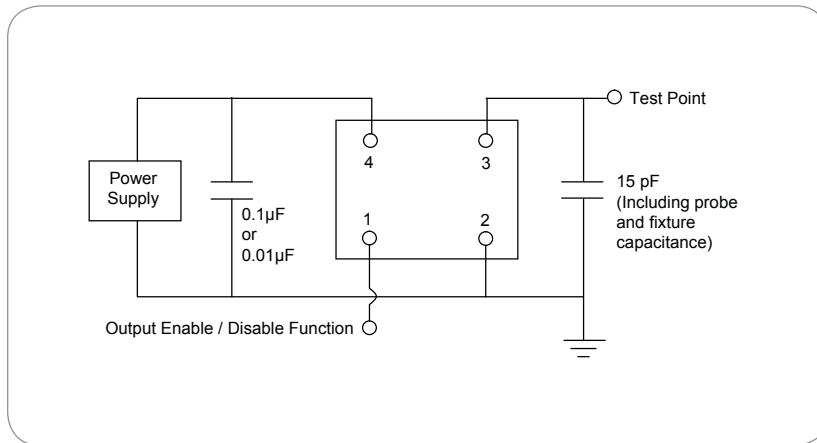 Test Point
4
3
Power
Supply
0.1µF
or
0.01µF
1
2
15 pF
(Including probe
and fixture
capacitance)
Output Enable / Disable Function